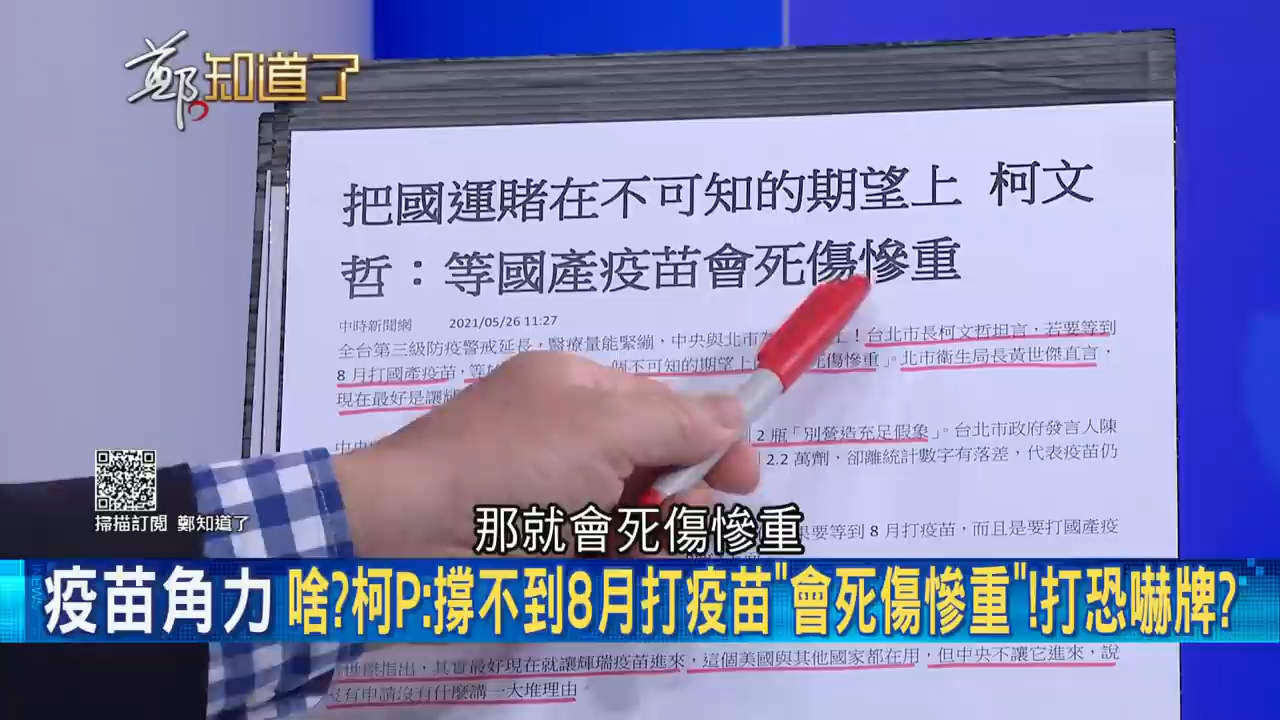 鄭知道了
把國運賭在不可知的期望上 柯文
哲：等國產疫苗會死傷慘重
中時新聞網 2021/05/26 11:27
全台第三級防疫警戒延長，醫療量能緊繃，中央與北市 ！台北市長柯文哲坦言，若要等到
8月打國產疫苗， 個不可知的期望上 死傷慘重」。北市衛生局長黃世傑直言，
現在最好是讓輝
2瓶「別營造充足假象」。台北市政府發言人陳
2.2萬劑，卻離統計數字有落差，代表疫苗仍
果要等到8月打疫苗，而且是要打國產疫
掃描訂閱 鄭知道了
那就會死傷慘重
疫苗角力 啥?柯P:撐不到8月打疫苗"會死傷慘重"!打恐嚇牌?
世傑指出，其實最好現在就讓輝瑞疫苗進來，這個美國與其他國家都在用，但中央不讓它進來，說
沒有申請沒有什麼講一大堆理由